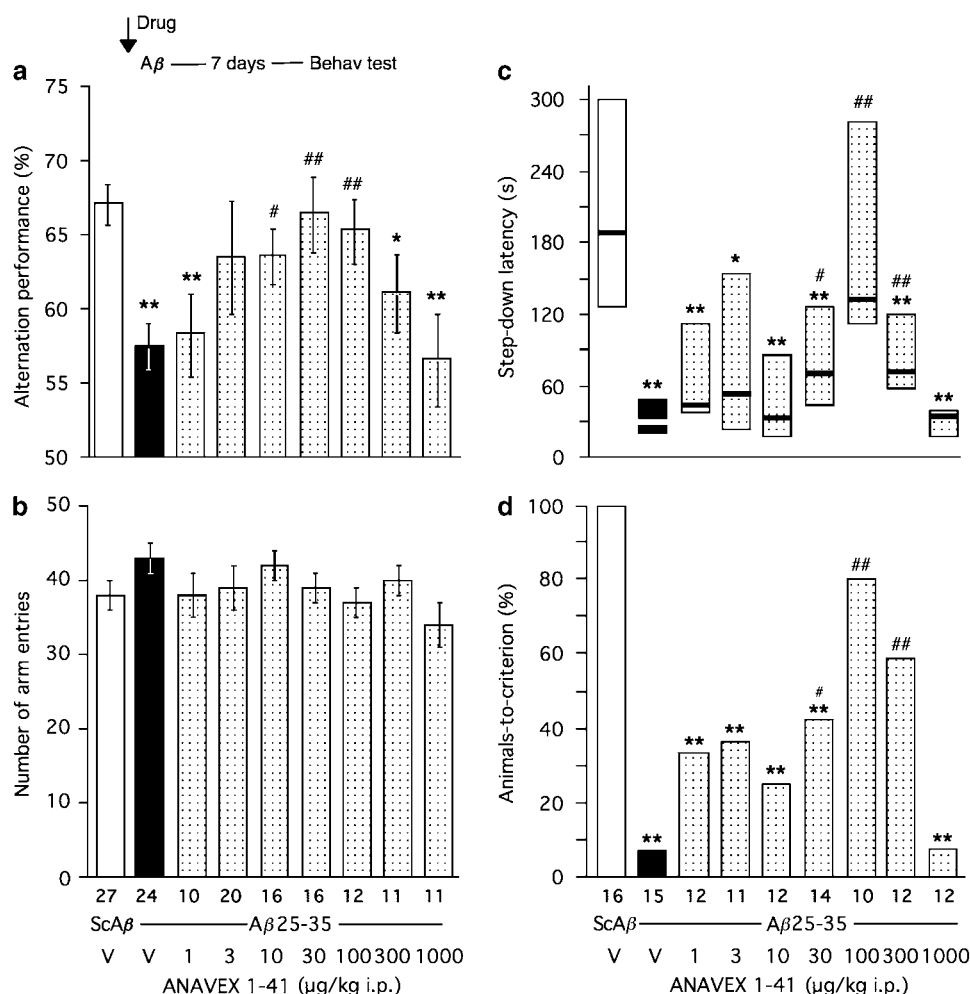 Drug
Aβ — 7 days — Behav test
a
Alternation performance (%)
75
70
65
60
55
50
** ** # ## ## * **
b
Number of arm entries
50
40
30
20
10
0
27 24 10 20 16 16 12 11 11
ScAβ Aβ25-35
V V 1 3 10 30 100 300 1000
ANAVEX 1-41 (µg/kg i.p.)
c
Step-down latency (s)
300
240
180
120
60
0
** ** * ** # ** ## ## ** **
d
Animals-to-criterion (%)
100
80
60
40
20
0
** ** ** ** # ** ## ## **
16 15 12 11 12 14 10 12 12
ScAβ Aβ25-35
V V 1 3 10 30 100 300 1000
ANAVEX 1-41 (µg/kg i.p.)